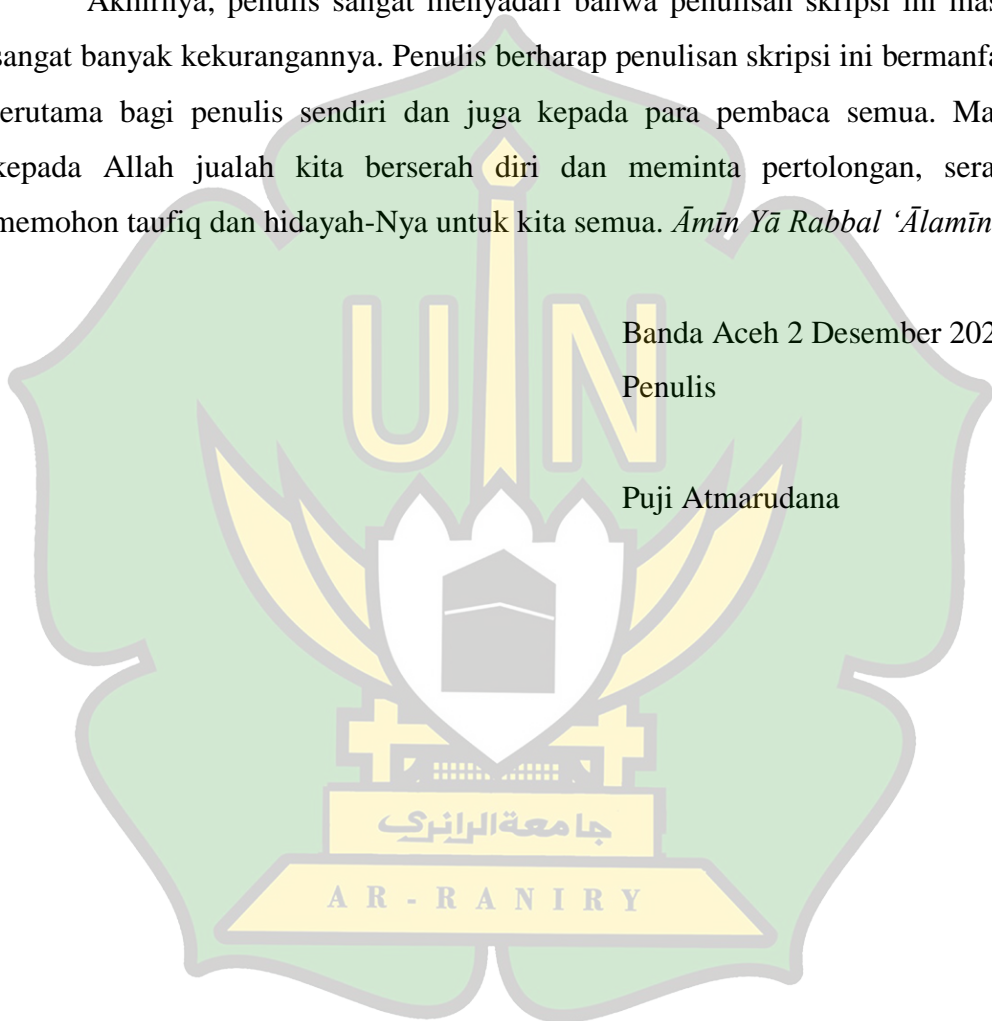 Akhirnya, penulis sangat menyadari bahwa penulisan skripsi ini mas
sangat banyak kekurangannya. Penulis berharap penulisan skripsi ini bermanfa
terutama bagi penulis sendiri dan juga kepada para pembaca semua. Ma
kepada Allah jualah kita berserah diri dan meminta pertolongan, sera
memohon taufiq dan hidayah-Nya untuk kita semua. Āmīn Yā Rabbal ‘Ālamīn
Banda Aceh 2 Desember 202
Penulis
Puji Atmarudana
UIN
جامعة الرانري
AR-RANIRY